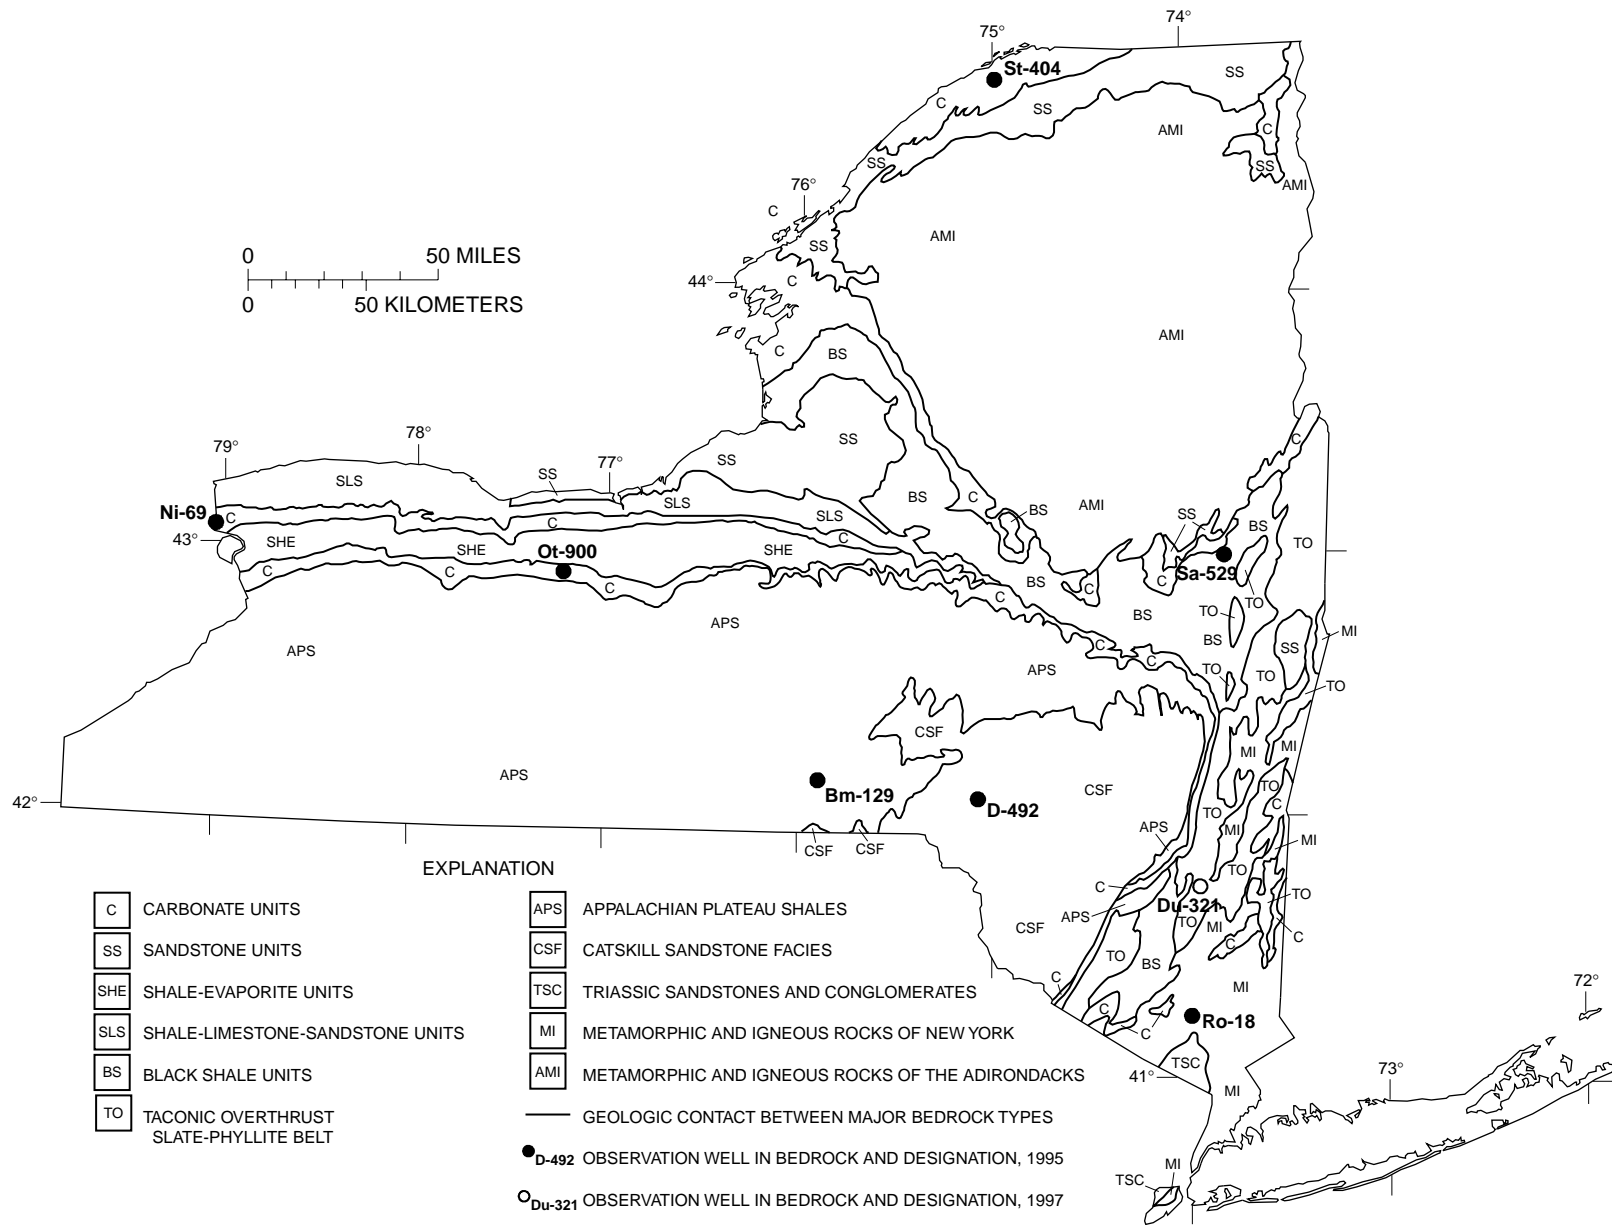 74°
75°
St-404
SS
C
SS
AMI
C
SS
SS
AMI
76°
C
AMI
SS
0 50 MILES
44°
C
0 50 KILOMETERS
AMI
C
BS
C
79°
78°
SS
77°
SS
SS
SLS
SLS
BS
C
BS
AMI
SS
BS
TO
Ni-69
C
C
SLS
43°
SHE
SHE
Ot-900
SHE
C
Sa-529
C
C
C
C
C
BS
C
TO
TO
BS
BS
MI
APS
APS
C
C
SS
APS
TO
TO
TO
CSF
MI
MI
APS
42°
Bm-129
D-492
CSF
TO
C
TO
MI
APS
MI
CSF
CSF
TO
C
TO
Du-321
APS
TO
MI
C
CSF
C
TO
BS
MI
C
C
C
Ro-18
TSC
41°
MI
72°
73°
TSC
MI
EXPLANATION
C CARBONATE UNITS
SS SANDSTONE UNITS
SHE SHALE-EVAPORITE UNITS
SLS SHALE-LIMESTONE-SANDSTONE UNITS
BS BLACK SHALE UNITS
TO TACONIC OVERTHRUST
SLATE-PHYLLITE BELT
APS APPALACHIAN PLATEAU SHALES
CSF CATSKILL SANDSTONE FACIES
TSC TRIASSIC SANDSTONES AND CONGLOMERATES
MI METAMORPHIC AND IGNEOUS ROCKS OF NEW YORK
AMI METAMORPHIC AND IGNEOUS ROCKS OF THE ADIRONDACKS
GEOLOGIC CONTACT BETWEEN MAJOR BEDROCK TYPES
D-492 OBSERVATION WELL IN BEDROCK AND DESIGNATION, 1995
Du-321 OBSERVATION WELL IN BEDROCK AND DESIGNATION, 1997